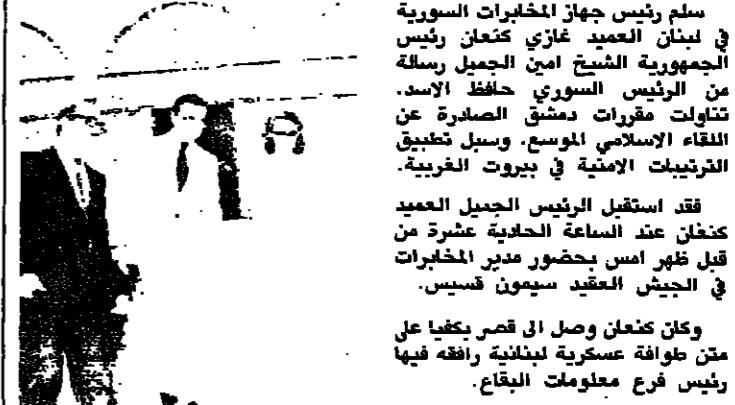 سلم رئيس جهاز المخابرات السورية
في لبنان العميد غازي كنعان رئيس
الجمهورية الشيخ امين الجميل رسالة
من الرئيس السوري حافظ الاسد،
تناولت مقررات دمشق الصادرة عن
اللقاء الاسلامي الموسع، وسبل تطبيق
الترتيبات الامنية في بيروت الغربية.
فقد استقبل الرئيس الجميل العميد
كنعان عند الساعة الحادية عشرة من
قبل ظهر امس بحضور مدير المخابرات
في الجيش العقيد سيمون قسيس.
وكان كنعان وصل الى قصر بكفيا على
متن طوافة عسكرية لبنانية رافقه فيها
رئيس فرع معلومات البقاع.